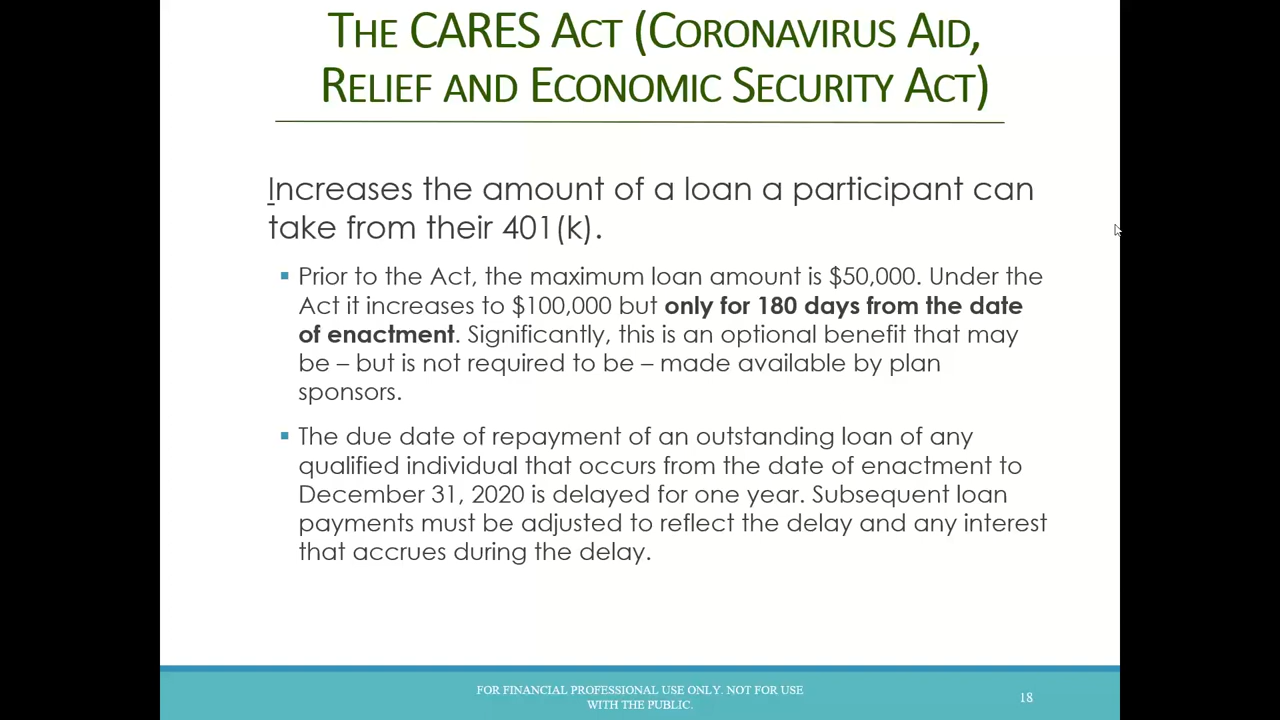 THE CARES ACT (CORONAVIRUS AID,
RELIEF AND ECONOMIC SECURITY ACT)
Increases the amount of a loan a participant can
take from their 401(k).
▪ Prior to the Act, the maximum loan amount is $50,000. Under the
Act it increases to $100,000 but only for 180 days from the date
of enactment. Significantly, this is an optional benefit that may
be – but is not required to be – made available by plan
sponsors.
▪ The due date of repayment of an outstanding loan of any
qualified individual that occurs from the date of enactment to
December 31, 2020 is delayed for one year. Subsequent loan
payments must be adjusted to reflect the delay and any interest
that accrues during the delay.
FOR FINANCIAL PROFESSIONAL USE ONLY. NOT FOR USE
WITH THE PUBLIC.
18